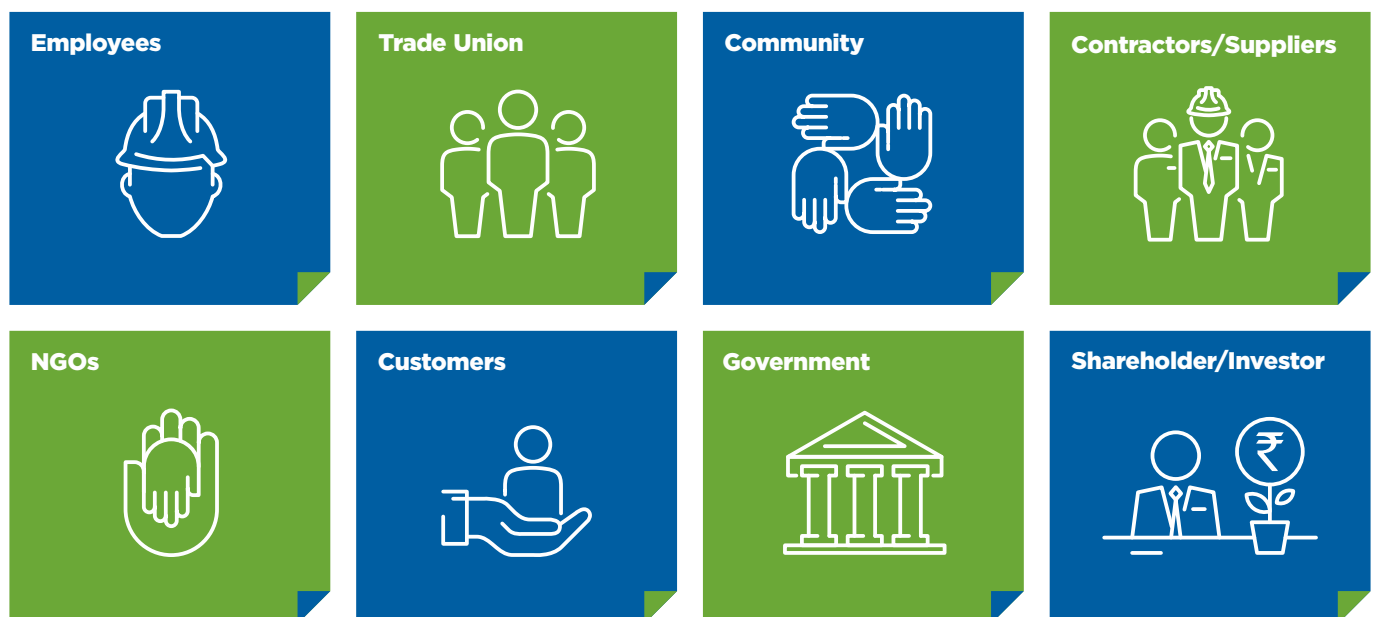 Employees
Trade Union
Community
Contractors/Suppliers
NGOs
Customers
Government
Shareholder/Investor
₹